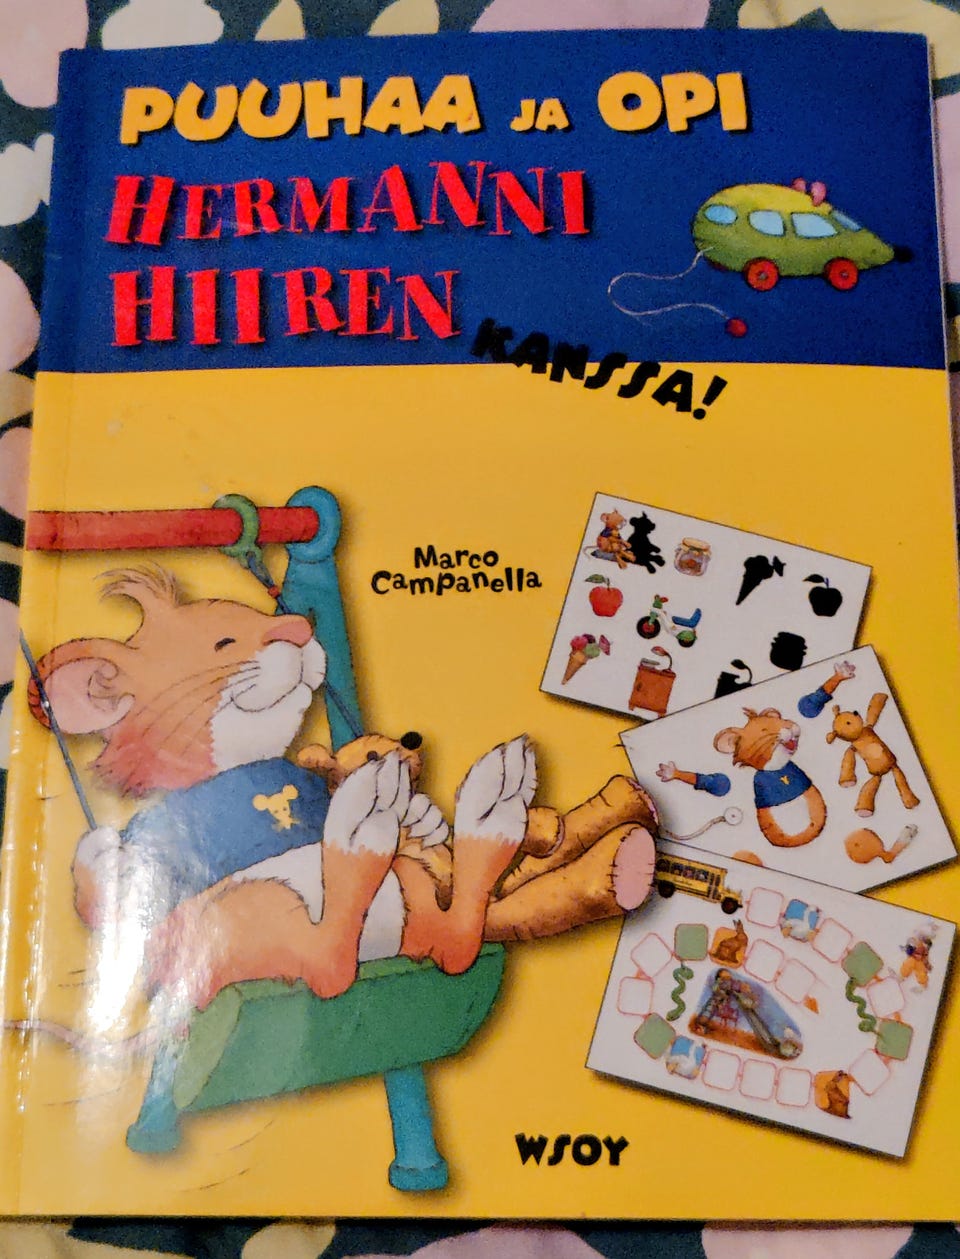 PUUHAA JA OPI
HERMANNI
HIIREN
KANSSA!
Marco
Campanella
WSOY